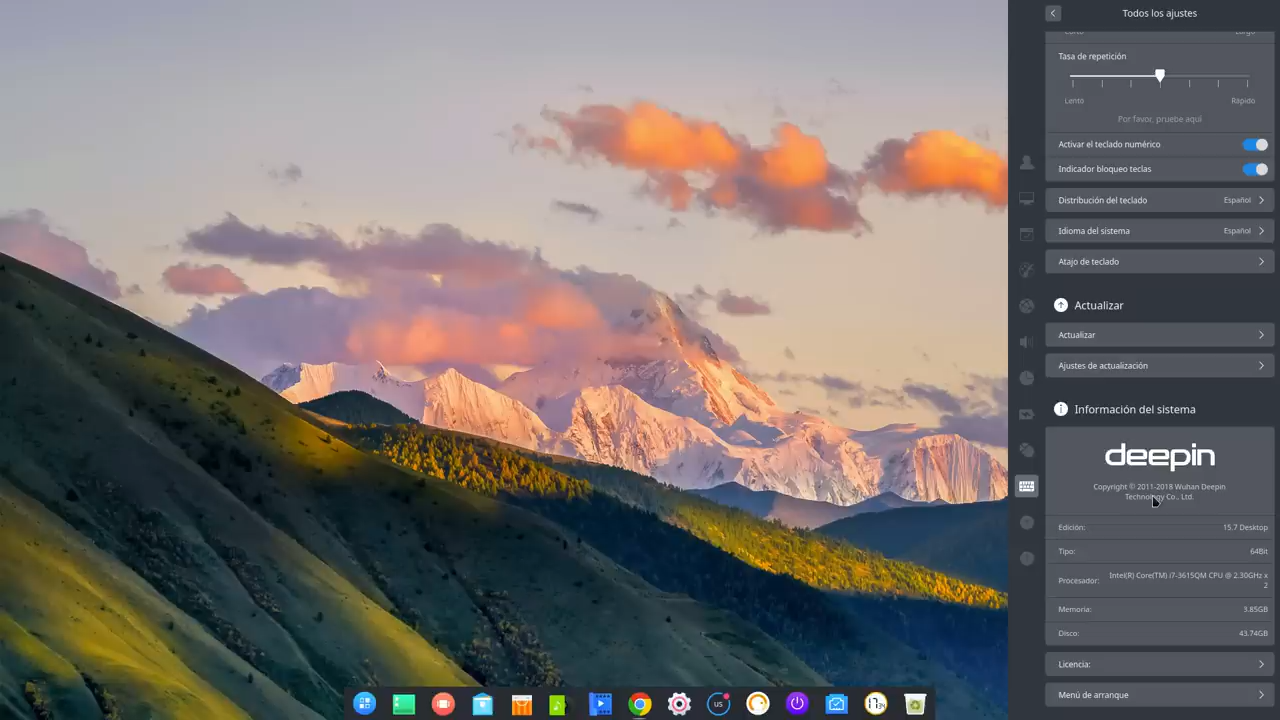 Todos los ajustes
Tasa de repetición
Lento Rápido
Por favor, pruebe aquí
Activar el teclado numérico
Indicador bloqueo teclas
Distribución del teclado Español
Idioma del sistema Español
Atajo de teclado
Actualizar
Actualizar
Ajustes de actualización
Información del sistema
deepin
Copyright © 2011-2018 Wuhan Deepin
Technology Co., Ltd.
Edición: 15.7 Desktop
Tipo: 64Bit
Procesador: Intel(R) Core(TM) i7-3615QM CPU @ 2.30GHz x
2
Memoria: 3.85GB
Disco: 43.74GB
Licencia:
Menú de arranque
us